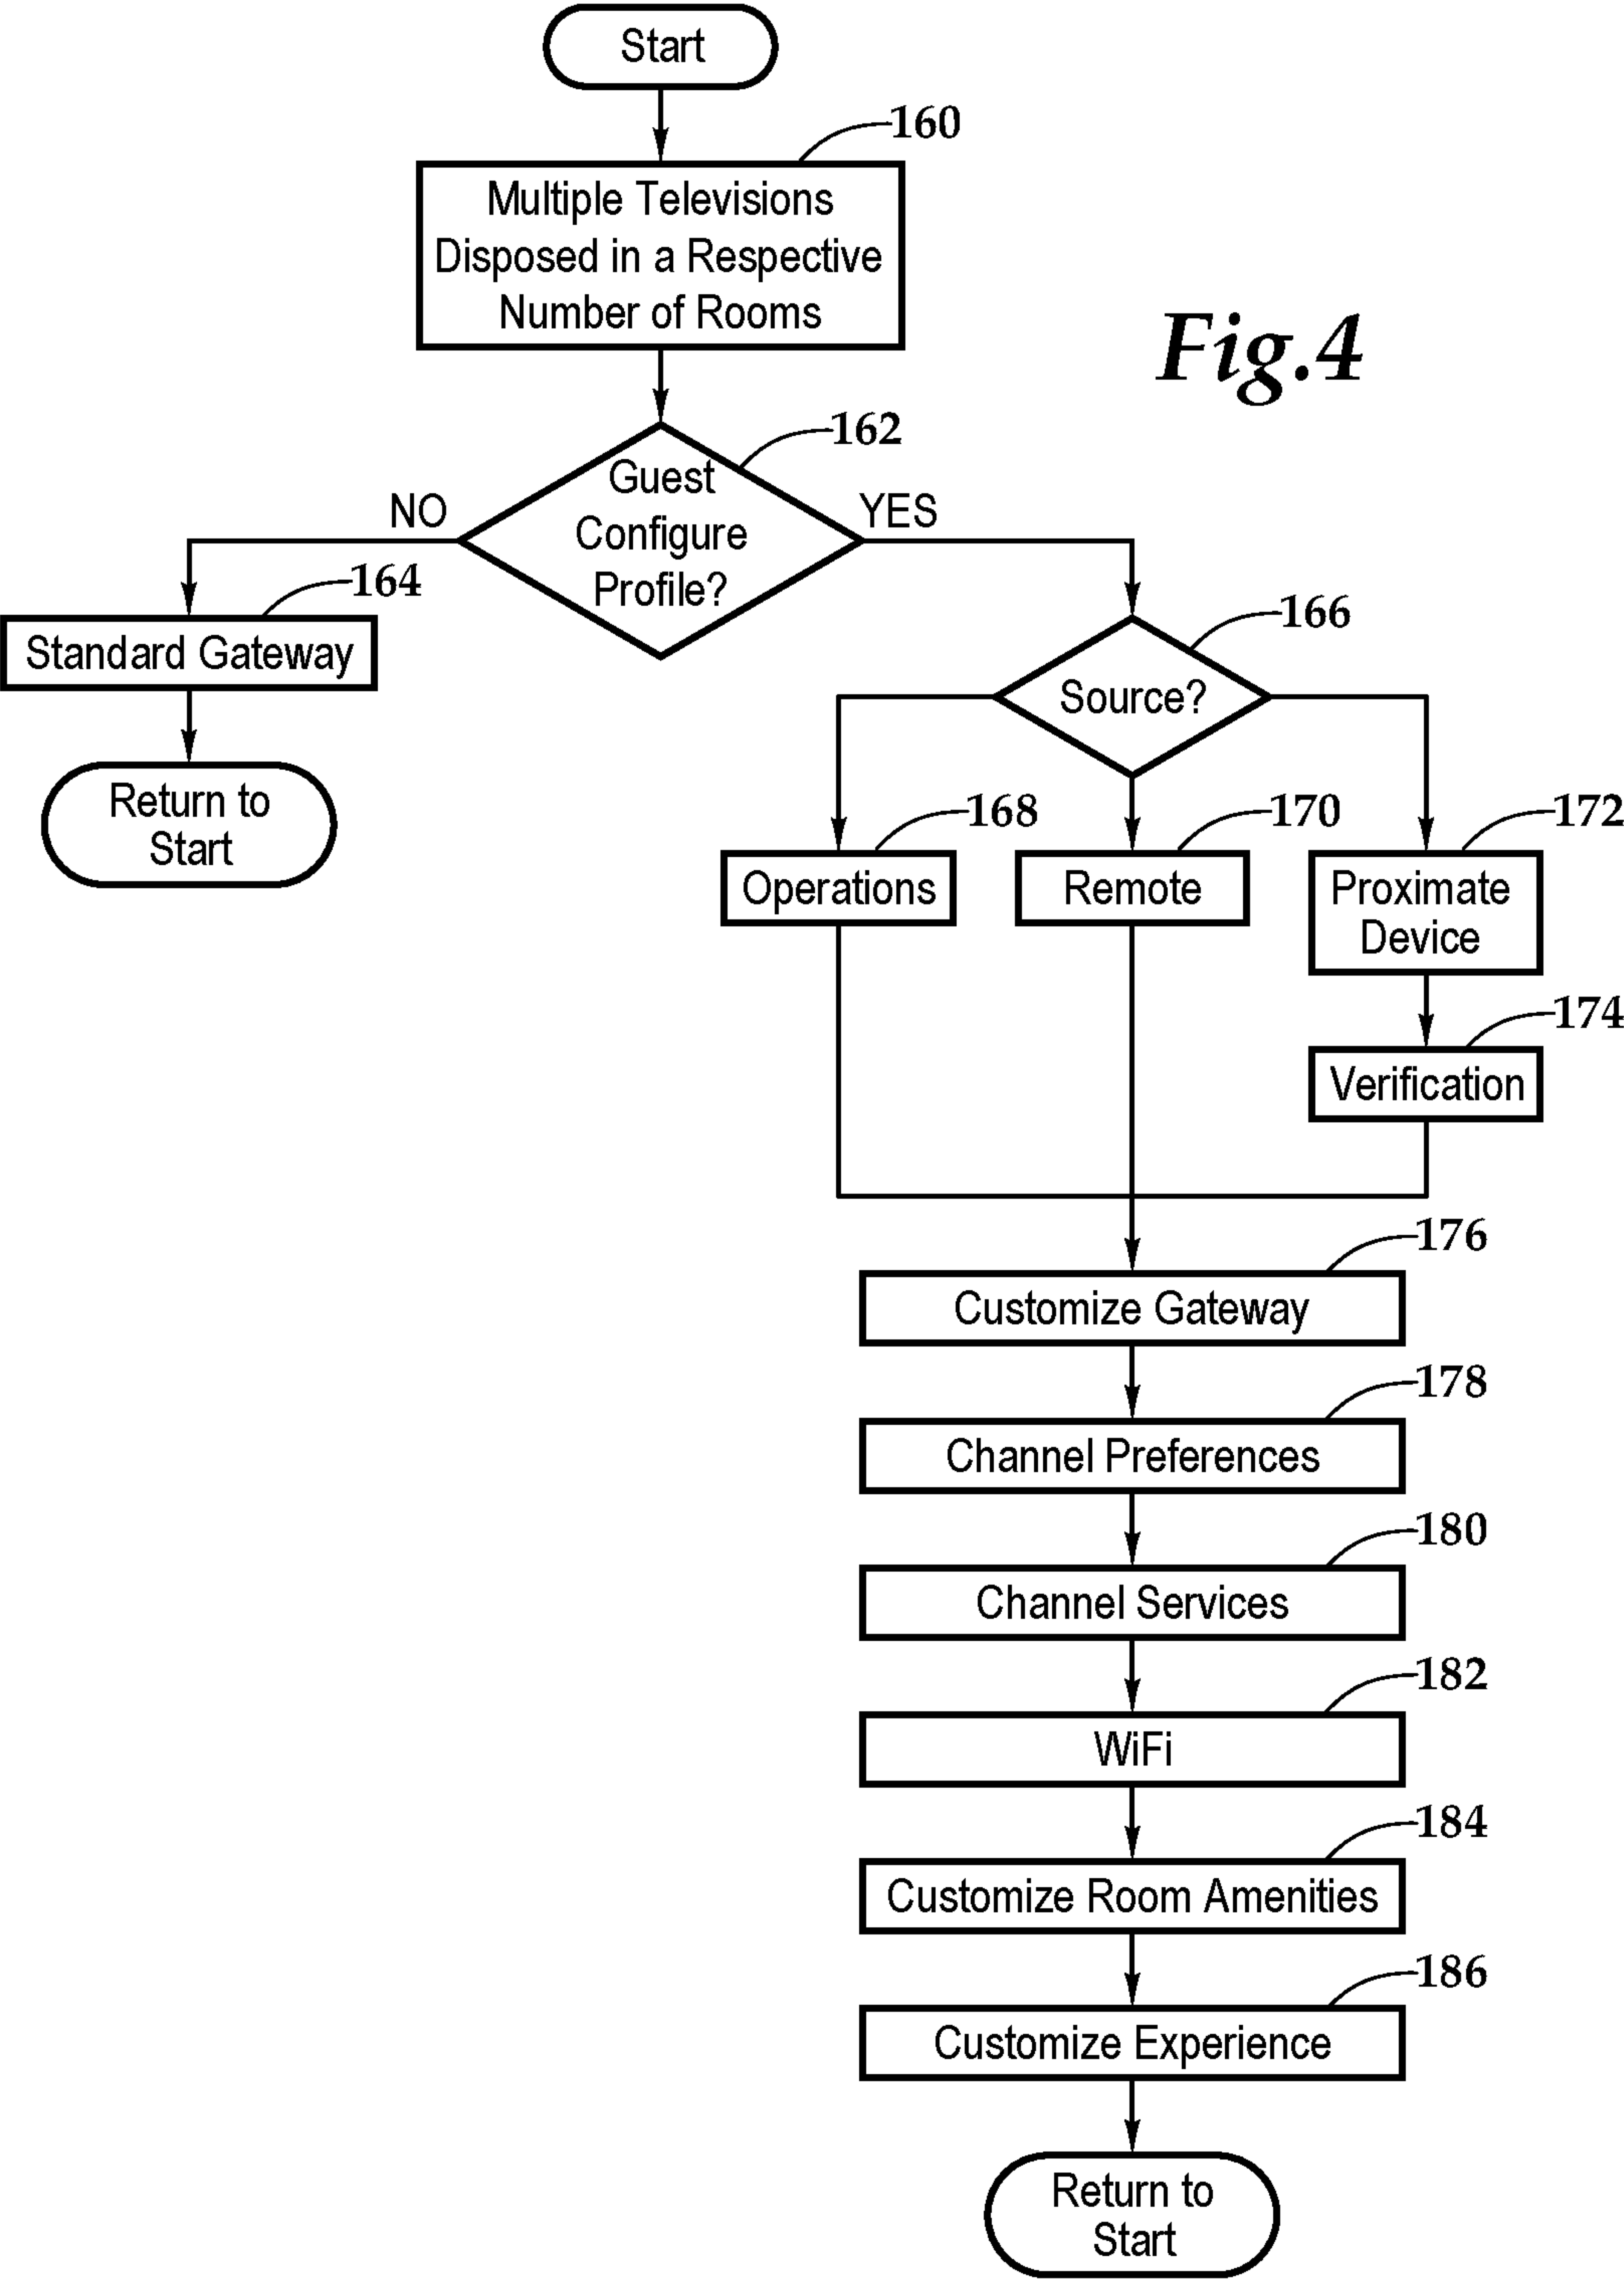 Start
160
Multiple Televisions
Disposed in a Respective
Number of Rooms
Fig.4
162
Guest
Configure
Profile?
NO
YES
164
Standard Gateway
Return to
Start
166
Source?
168
Operations
170
Remote
172
Proximate
Device
174
Verification
176
Customize Gateway
178
Channel Preferences
180
Channel Services
182
WiFi
184
Customize Room Amenities
186
Customize Experience
Return to
Start